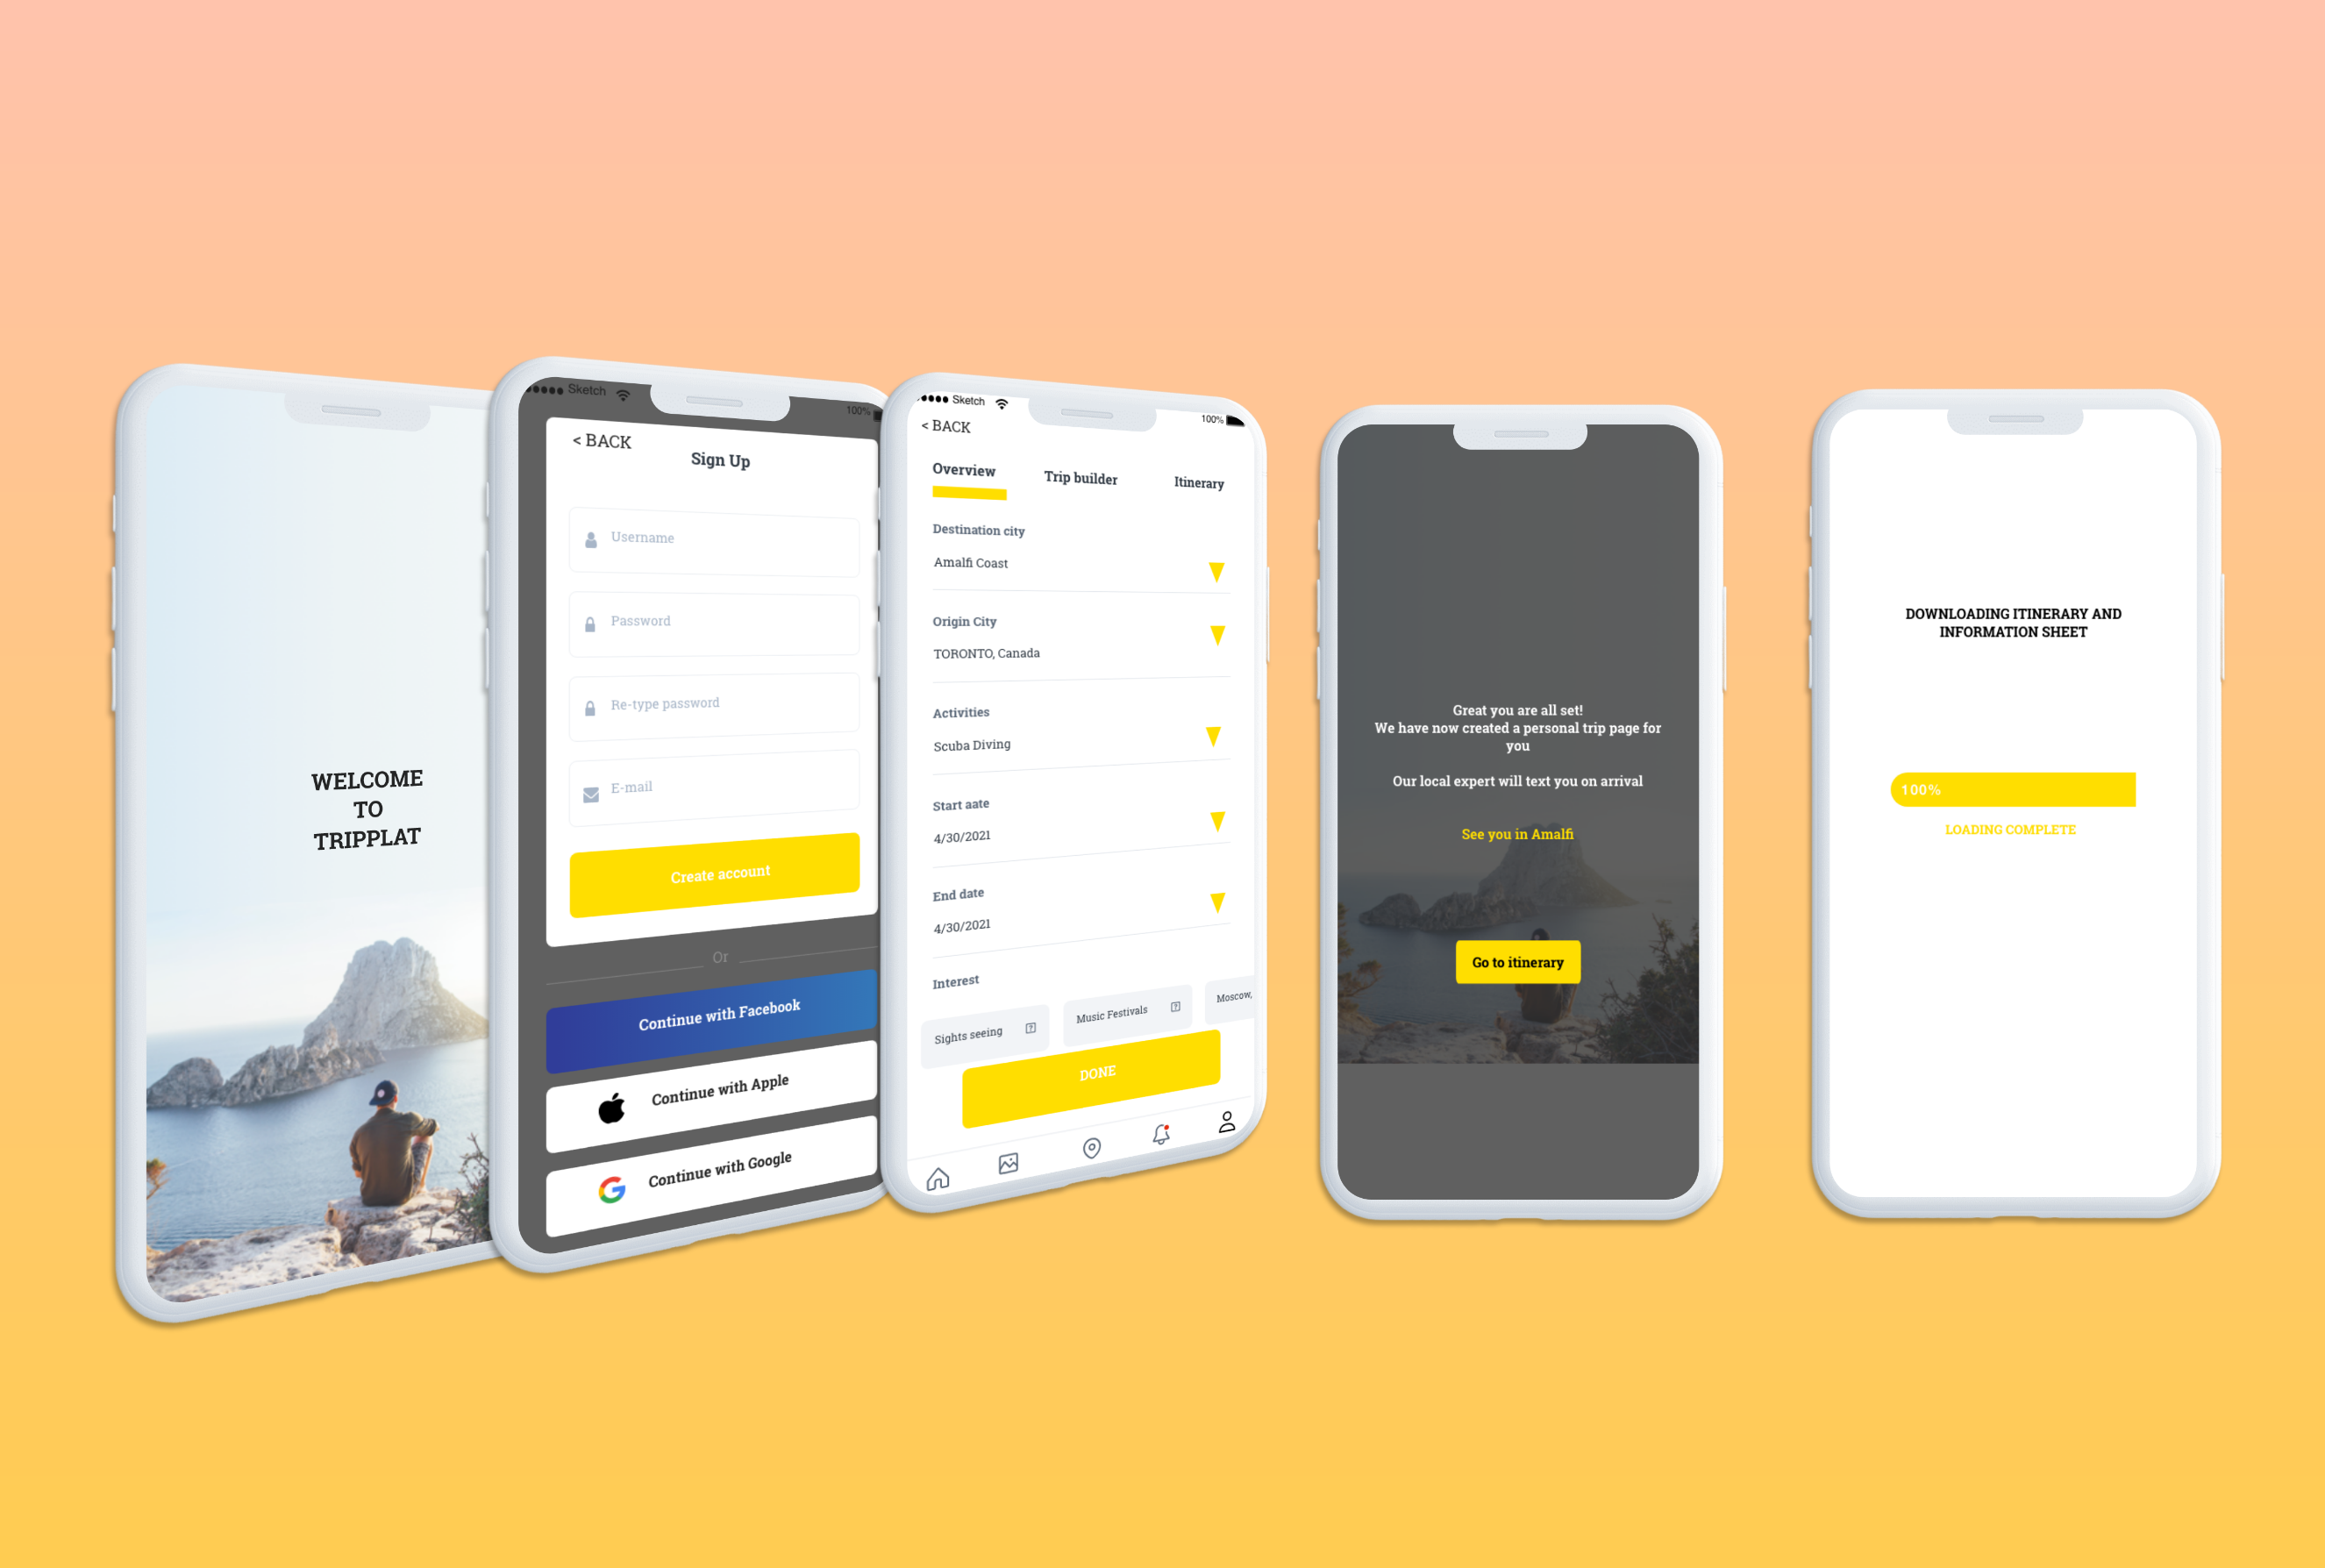 WELCOME
TO
TRIPPLAT
Sketch
100%
< BACK
Sign Up
Username
Password
Re-type password
E-mail
Create account
Or
Continue with Facebook
Continue with Apple
Continue with Google
Sketch
100%
< BACK
Overview Trip builder Itinerary
Destination city
Amalfi Coast
Origin City
TORONTO, Canada
Activities
Scuba Diving
Start aate
4/30/2021
End date
4/30/2021
Interest
Sights seeing ? Music Festivals ? Moscow,
DONE
Great you are all set!
We have now created a personal trip page for
you
Our local expert will text you on arrival
See you in Amalfi
Go to itinerary
DOWNLOADING ITINERARY AND
INFORMATION SHEET
100%
LOADING COMPLETE